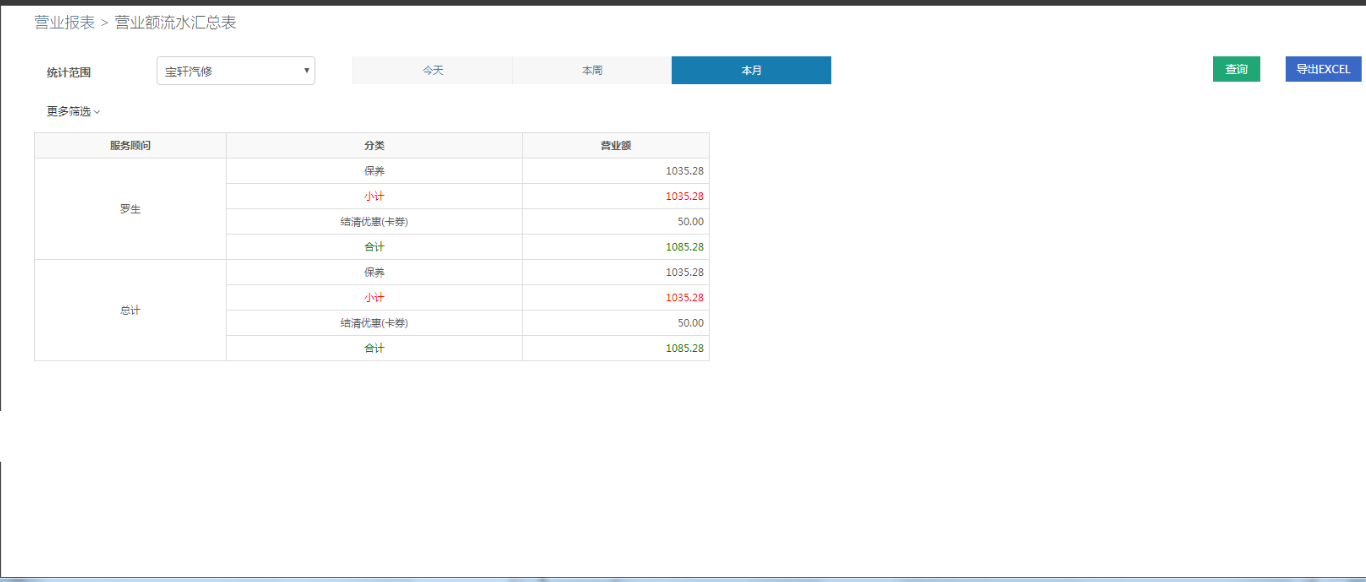 营业报表 > 营业额流水汇总表
统计范围 宝轩汽修 今天 本周 本月 查询 导出EXCEL
更多筛选
服务顾问 分类 营业额
罗生 保养 1035.28
小计 1035.28
结清优惠(卡券) 50.00
合计 1085.28
总计 保养 1035.28
小计 1035.28
结清优惠(卡券) 50.00
合计 1085.28